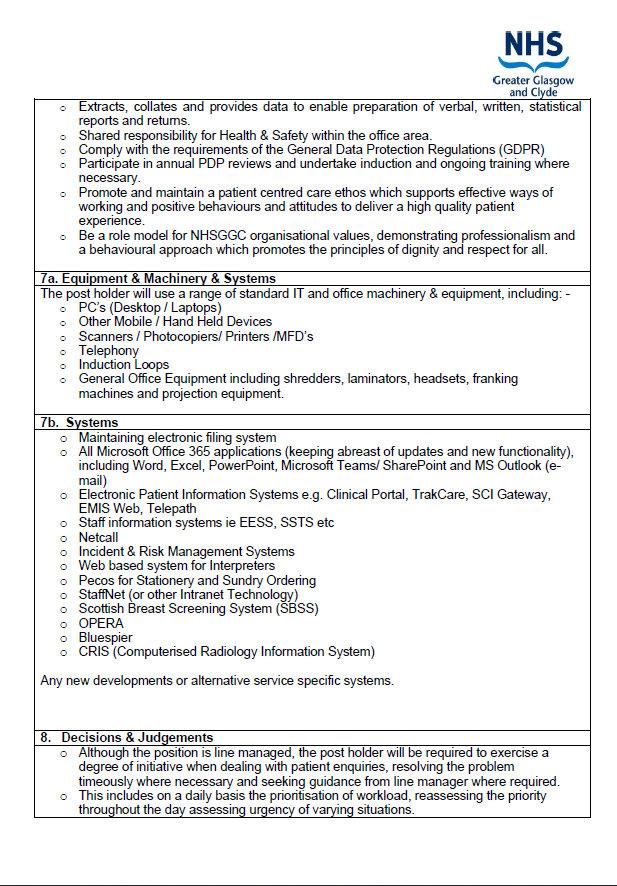 NHS
Greater Glasgow
and Clyde
o Extracts, collates and provides data to enable preparation of verbal, written, statistical
reports and returns.
o Shared responsibility for Health & Safety within the office area.
o Comply with the requirements of the General Data Protection Regulations (GDPR)
o Participate in annual PDP reviews and undertake induction and ongoing training where
necessary.
o Promote and maintain a patient centred care ethos which supports effective ways of
working and positive behaviours and attitudes to deliver a high quality patient
experience.
o Be a role model for NHSGGC organisational values, demonstrating professionalism and
a behavioural approach which promotes the principles of dignity and respect for all.
7a. Equipment & Machinery & Systems
The post holder will use a range of standard IT and office machinery & equipment, including: -
o PC's (Desktop / Laptops)
o Other Mobile / Hand Held Devices
o Scanners / Photocopiers/ Printers /MFD's
o Telephony
o Induction Loops
o General Office Equipment including shredders, laminators, headsets, franking
machines and projection equipment.
7b. Systems
o Maintaining electronic filing system
o All Microsoft Office 365 applications (keeping abreast of updates and new functionality),
including Word, Excel, PowerPoint, Microsoft Teams/ SharePoint and MS Outlook (e-
mail)
o Electronic Patient Information Systems e.g. Clinical Portal, TrakCare, SCI Gateway,
EMIS Web, Telepath
o Staff information systems ie EESS, SSTS etc
o Netcall
o Incident & Risk Management Systems
o Web based system for Interpreters
o Pecos for Stationery and Sundry Ordering
o StaffNet (or other Intranet Technology)
o Scottish Breast Screening System (SBSS)
o OPERA
o Bluespier
o CRIS (Computerised Radiology Information System)
Any new developments or alternative service specific systems.
8. Decisions & Judgements
o Although the position is line managed, the post holder will be required to exercise a
degree of initiative when dealing with patient enquiries, resolving the problem
timeously where necessary and seeking guidance from line manager where required.
o This includes on a daily basis the prioritisation of workload, reassessing the priority
throughout the day assessing urgency of varying situations.